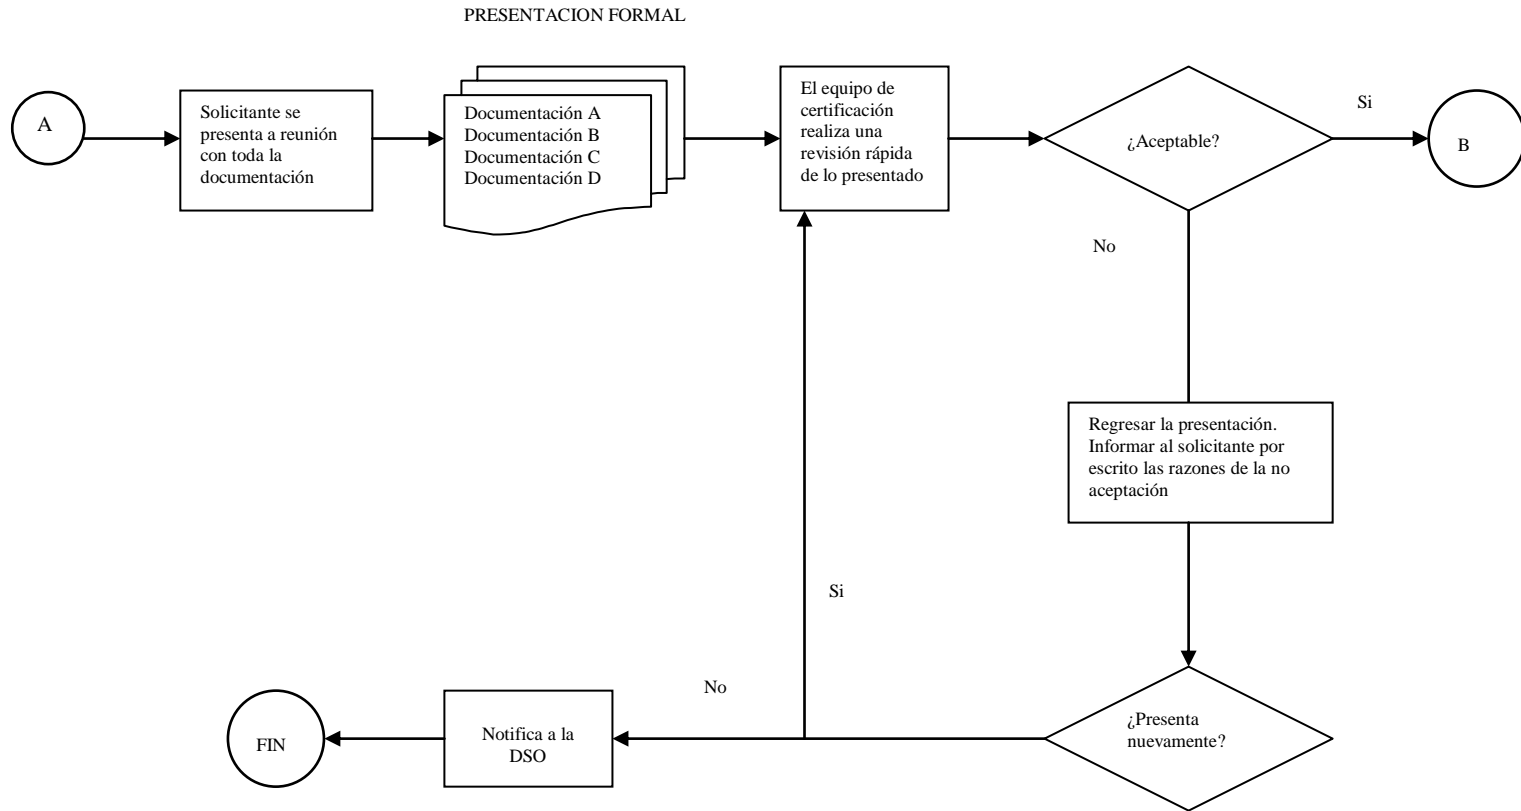 PRESENTACION FORMAL
A
Solicitante se
presenta a reunión
con toda la
documentación
Documentación A
Documentación B
Documentación C
Documentación D
El equipo de
certificación
realiza una
revisión rápida
de lo presentado
¿Aceptable?
Si
B
No
Regresar la presentación.
Informar al solicitante por
escrito las razones de la no
aceptación
Si
¿Presenta
nuevamente?
No
Notifica a la
DSO
FIN